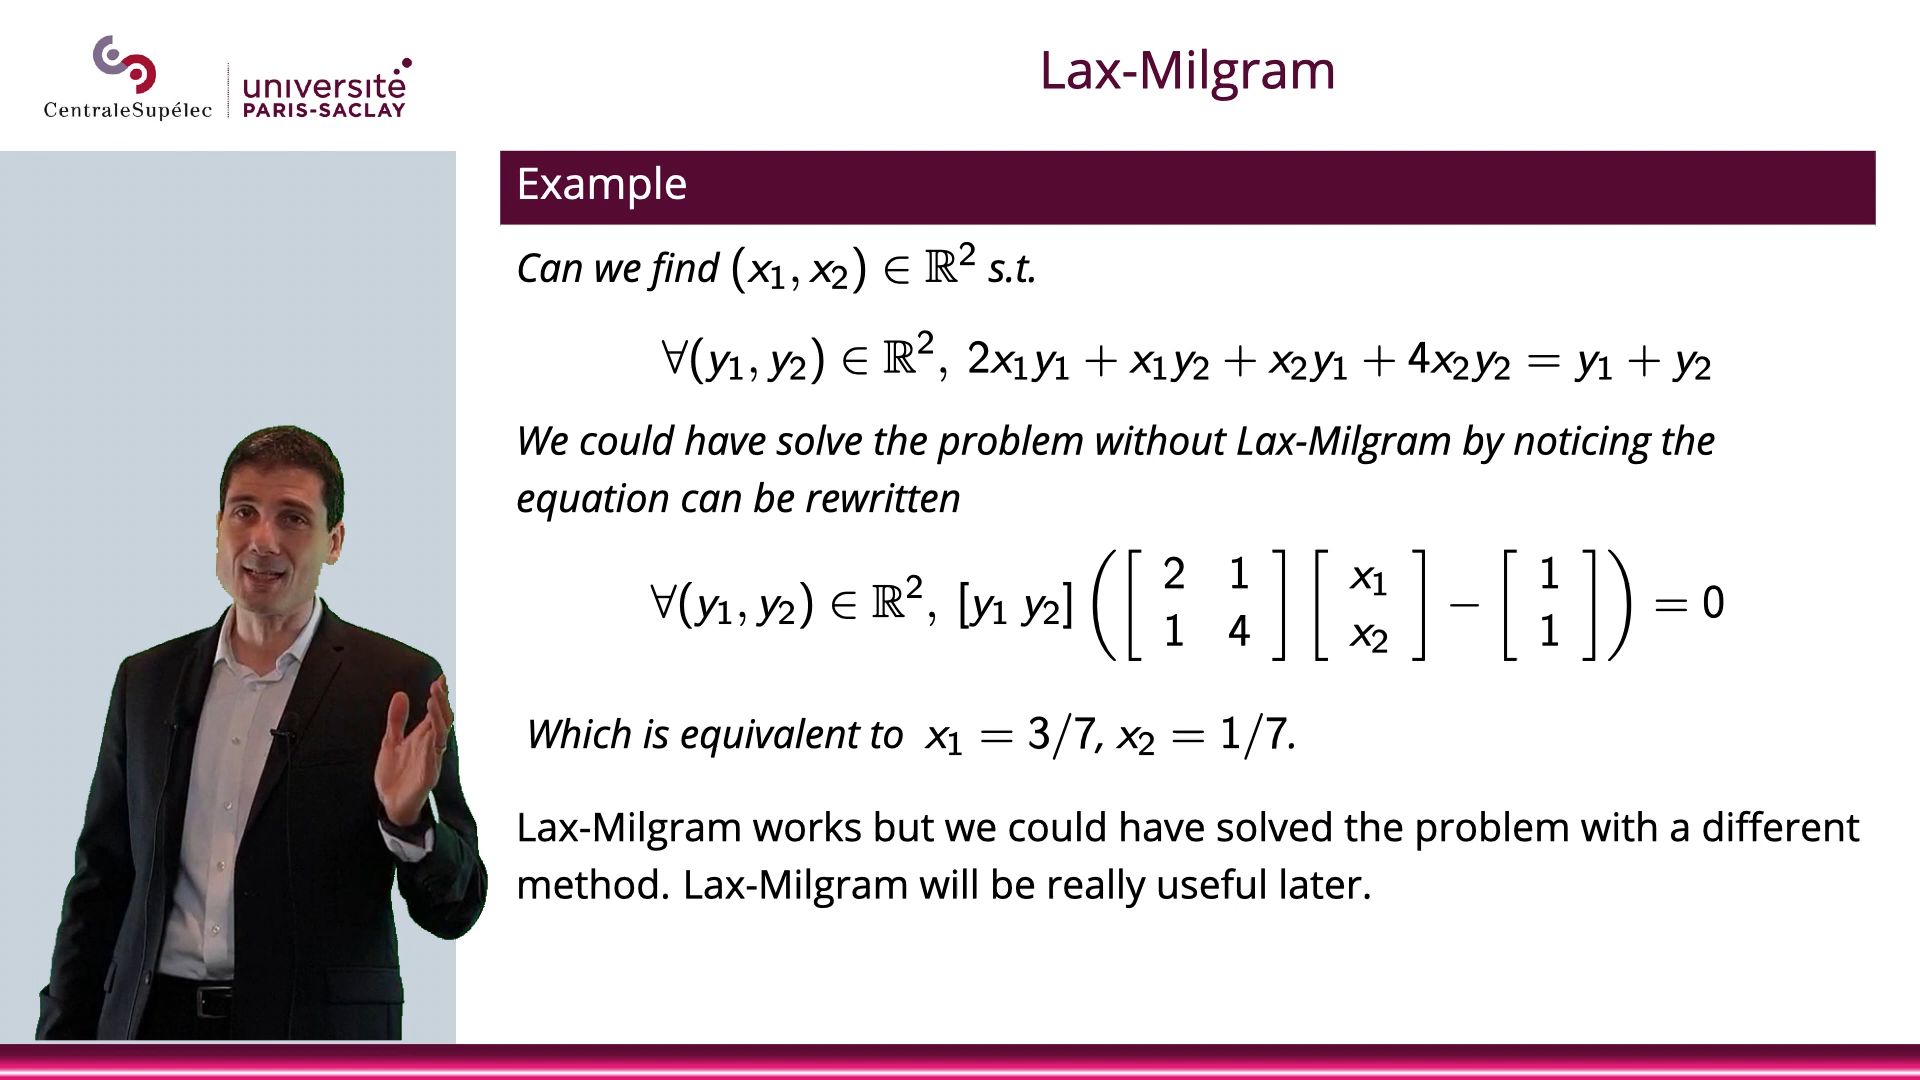 CentraleSupélec
université
PARIS-SACLAY
Lax-Milgram
Example
Can we find (x₁, x₂) ∈ ℝ² s.t.
∀(y₁, y₂) ∈ ℝ², 2x₁y₁ + x₁y₂ + x₂y₁ + 4x₂y₂ = y₁ + y₂
We could have solve the problem without Lax-Milgram by noticing the
equation can be rewritten
∀(y₁, y₂) ∈ ℝ², [y₁ y₂] ( [ 2 1 ; 1 4 ] [ x₁ ; x₂ ] − [ 1 ; 1 ] ) = 0
Which is equivalent to x₁ = 3/7, x₂ = 1/7.
Lax-Milgram works but we could have solved the problem with a different
method. Lax-Milgram will be really useful later.